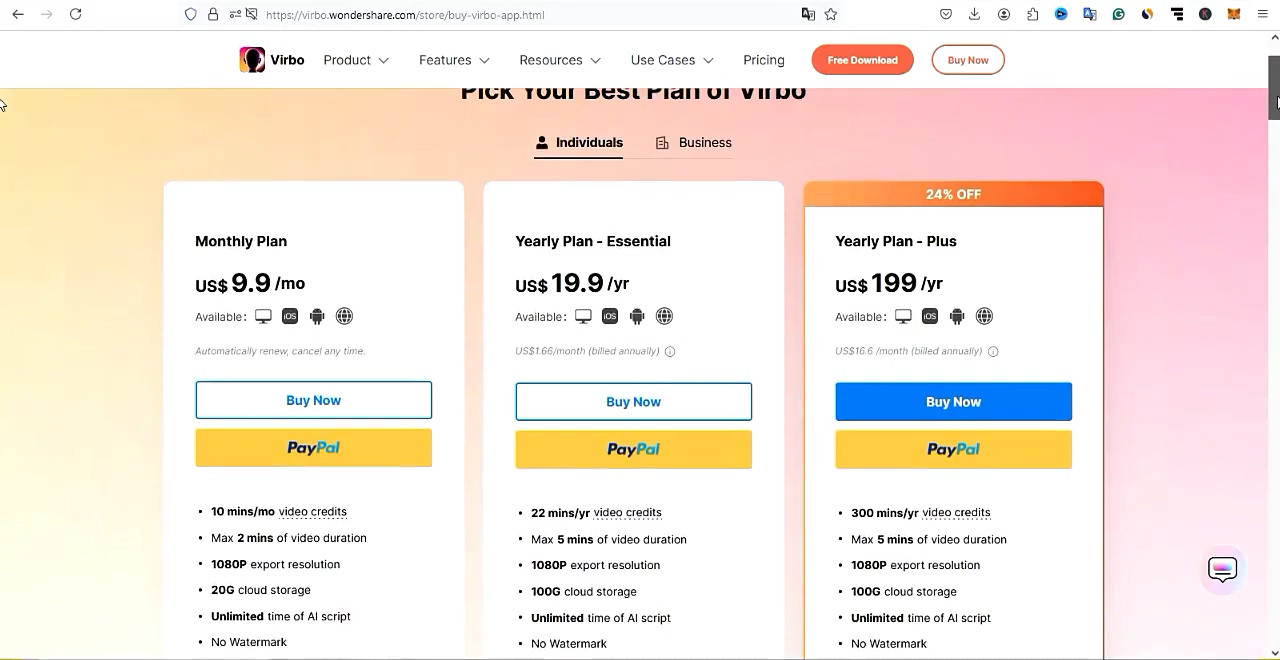 https://virbo.wondershare.com/store/buy-virbo-app.html
Virbo Product Features Resources Use Cases Pricing Free Download Buy Now
Pick Your Best Plan of Virbo
Individuals Business
24% OFF
Monthly Plan
US$ 9.9 /mo
Available: iOS
Automatically renew, cancel any time.
Buy Now
PayPal
• 10 mins/mo video credits
• Max 2 mins of video duration
• 1080P export resolution
• 20G cloud storage
• Unlimited time of AI script
• No Watermark
Yearly Plan - Essential
US$ 19.9 /yr
Available: iOS
US$1.66/month (billed annually)
Buy Now
PayPal
• 22 mins/yr video credits
• Max 5 mins of video duration
• 1080P export resolution
• 100G cloud storage
• Unlimited time of AI script
• No Watermark
Yearly Plan - Plus
US$ 199 /yr
Available: iOS
US$16.6 /month (billed annually)
Buy Now
PayPal
• 300 mins/yr video credits
• Max 5 mins of video duration
• 1080P export resolution
• 100G cloud storage
• Unlimited time of AI script
• No Watermark